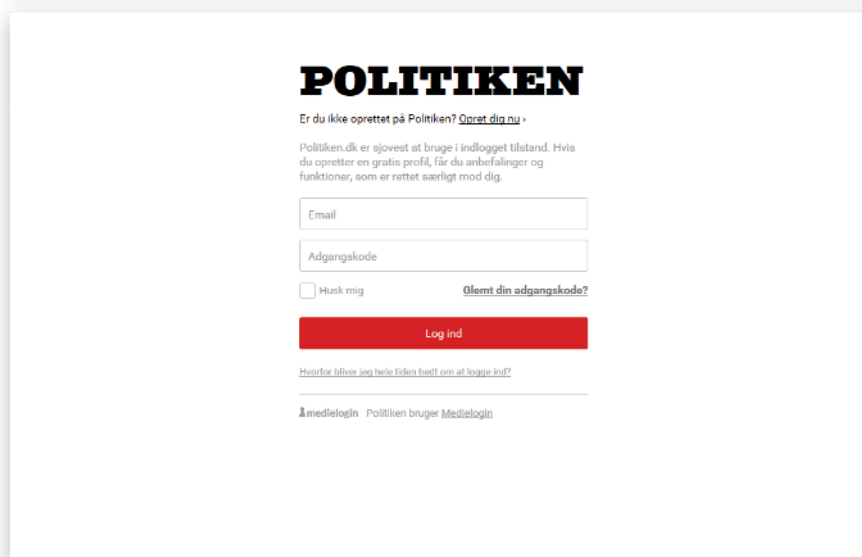 POLITIKEN
Er du ikke oprettet på Politiken? Opret dig nu ›
Politiken.dk er sjovest at bruge i indlogget tilstand. Hvis
du opretter en gratis profil, får du anbefalinger og
funktioner, som er rettet særligt mod dig.
Email
Adgangskode
Husk mig Glemt din adgangskode?
Log ind
Hvorfor bliver jeg hele tiden bedt om at logge ind?
medielogin Politiken bruger Medielogin